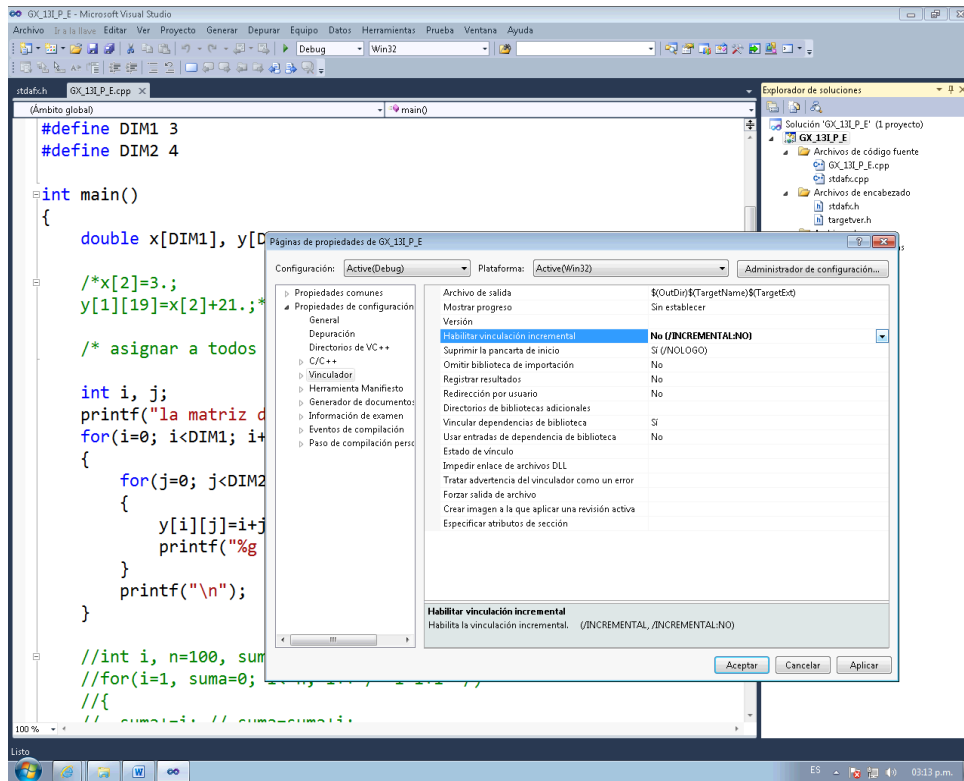 GX_13I_P_E - Microsoft Visual Studio
Archivo Ir a la llave Editar Ver Proyecto Generar Depurar Equipo Datos Herramientas Prueba Ventana Ayuda
Debug Win32
stdafx.h GX_13I_P_E.cpp
(Ámbito global) main()
#define DIM1 3
#define DIM2 4
int main()
{
double x[DIM1], y[D
/*x[2]=3.;
y[1][19]=x[2]+21.;*
/* asignar a todos
int i, j;
printf("la matriz d
for(i=0; i<DIM1; i+
{
for(j=0; j<DIM2
{
y[i][j]=i+j
printf("%g
}
printf("\n");
}
//int i, n=100, sum
//for(i=1, suma=0; i<
//{
100 %
Listo
Explorador de soluciones
Solución 'GX_13I_P_E' (1 proyecto)
GX_13I_P_E
Archivos de código fuente
GX_13I_P_E.cpp
stdafx.cpp
Archivos de encabezado
stdafx.h
targetver.h
Páginas de propiedades de GX_13I_P_E
Configuración: Active(Debug) Plataforma: Active(Win32) Administrador de configuración...
Propiedades comunes
Propiedades de configuración
General
Depuración
Directorios de VC++
C/C++
Vinculador
Herramienta Manifiesto
Generador de documentos
Información de examen
Eventos de compilación
Paso de compilación perso
Archivo de salida $(OutDir)$(TargetName)$(TargetExt)
Mostrar progreso Sin establecer
Versión
Habilitar vinculación incremental No (/INCREMENTAL:NO)
Suprimir la pancarta de inicio Sí (/NOLOGO)
Omitir biblioteca de importación No
Registrar resultados No
Redirección por usuario No
Directorios de bibliotecas adicionales
Vincular dependencias de biblioteca Sí
Usar entradas de dependencia de biblioteca No
Estado de vínculo
Impedir enlace de archivos DLL
Tratar advertencia del vinculador como un error
Forzar salida de archivo
Crear imagen a la que aplicar una revisión activa
Especificar atributos de sección
Habilitar vinculación incremental
Habilita la vinculación incremental. (/INCREMENTAL, /INCREMENTAL:NO)
Aceptar Cancelar Aplicar
ES 03:13 p.m.